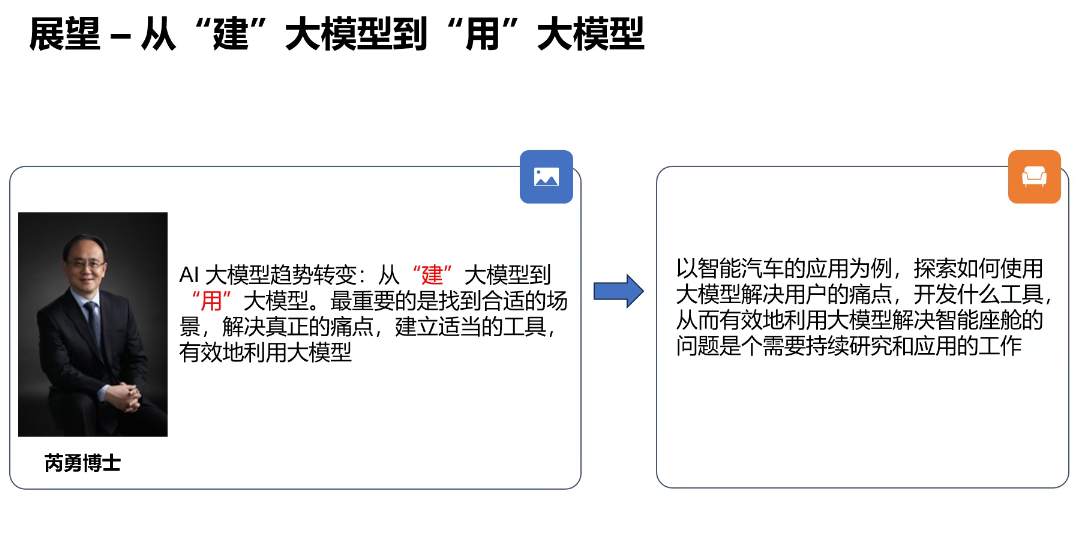 展望 – 从“建”大模型到“用”大模型
AI 大模型趋势转变：从“建”大模型到
“用”大模型。最重要的是找到合适的场
景，解决真正的痛点，建立适当的工具，
有效地利用大模型
芮勇博士
以智能汽车的应用为例，探索如何使用
大模型解决用户的痛点，开发什么工具，
从而有效地利用大模型解决智能座舱的
问题是个需要持续研究和应用的工作